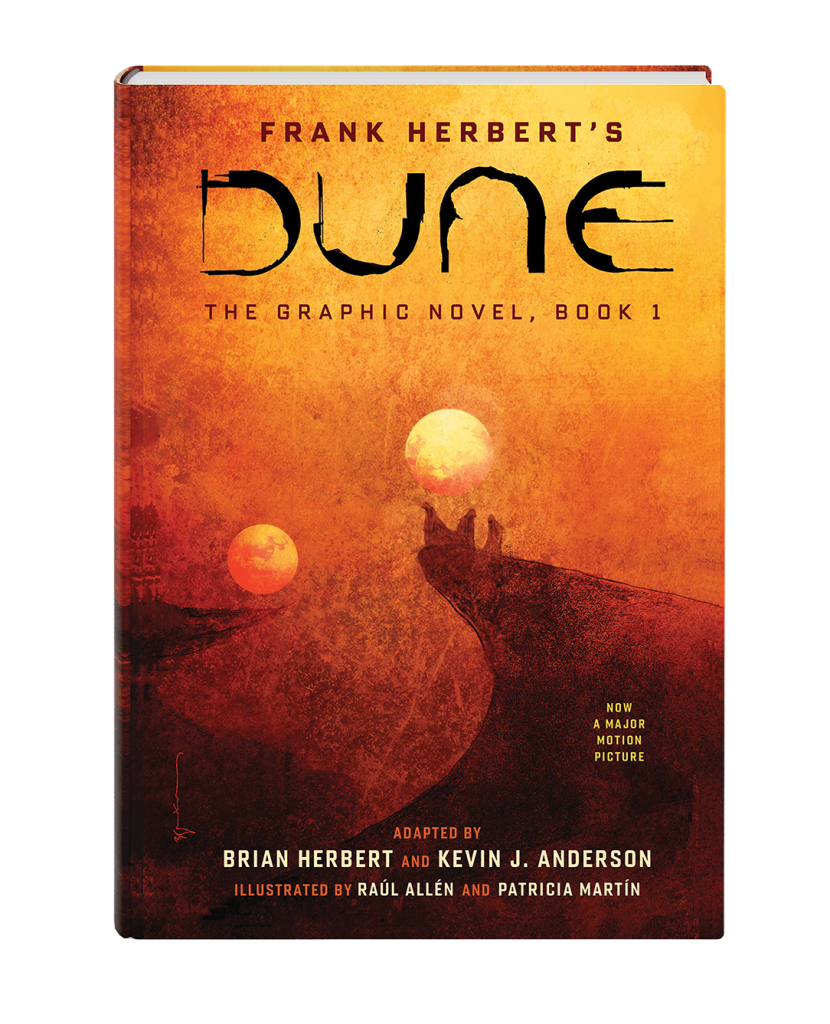 FRANK HERBERT'S
DUNE
THE GRAPHIC NOVEL, BOOK 1
NOW
A MAJOR
MOTION
PICTURE
ADAPTED BY
BRIAN HERBERT AND KEVIN J. ANDERSON
ILLUSTRATED BY RAÚL ALLÉN AND PATRICIA MARTÍN